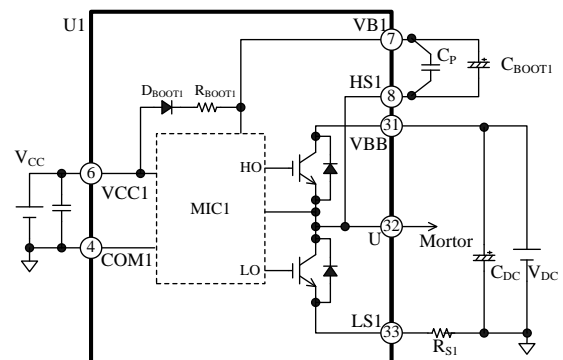 U1
VB1
7
CP
CBOOT1
DBOOT1
RBOOT1
HS1
8
31
VBB
VCC
6
VCC1
HO
MIC1
32
U
Mortor
4
COM1
LO
CDC
VDC
LS1
33
RS1